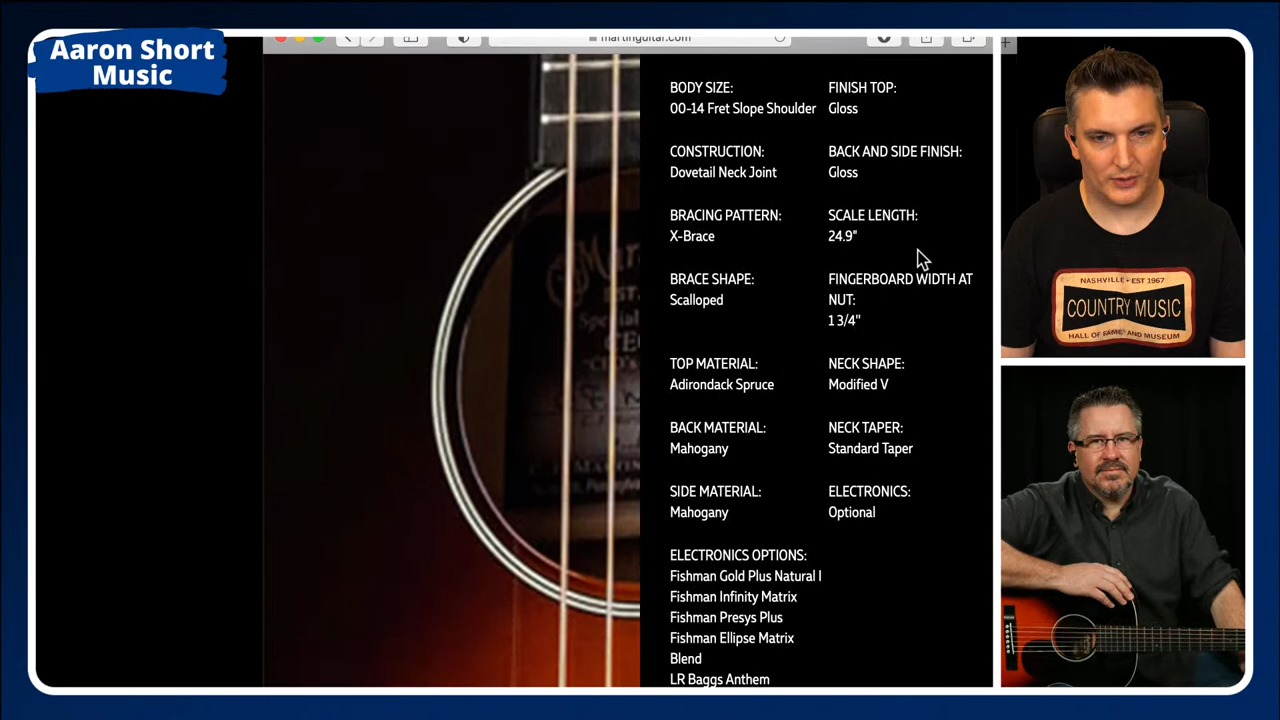 Aaron Short
Music
martinguitar.com
BODY SIZE:
00-14 Fret Slope Shoulder
CONSTRUCTION:
Dovetail Neck Joint
BRACING PATTERN:
X-Brace
BRACE SHAPE:
Scalloped
TOP MATERIAL:
Adirondack Spruce
BACK MATERIAL:
Mahogany
SIDE MATERIAL:
Mahogany
ELECTRONICS OPTIONS:
Fishman Gold Plus Natural I
Fishman Infinity Matrix
Fishman Presys Plus
Fishman Ellipse Matrix
Blend
LR Baggs Anthem
FINISH TOP:
Gloss
BACK AND SIDE FINISH:
Gloss
SCALE LENGTH:
24.9"
FINGERBOARD WIDTH AT
NUT:
1 3/4"
NECK SHAPE:
Modified V
NECK TAPER:
Standard Taper
ELECTRONICS:
Optional
NASHVILLE • EST 1967
COUNTRY MUSIC
HALL OF FAME AND MUSEUM